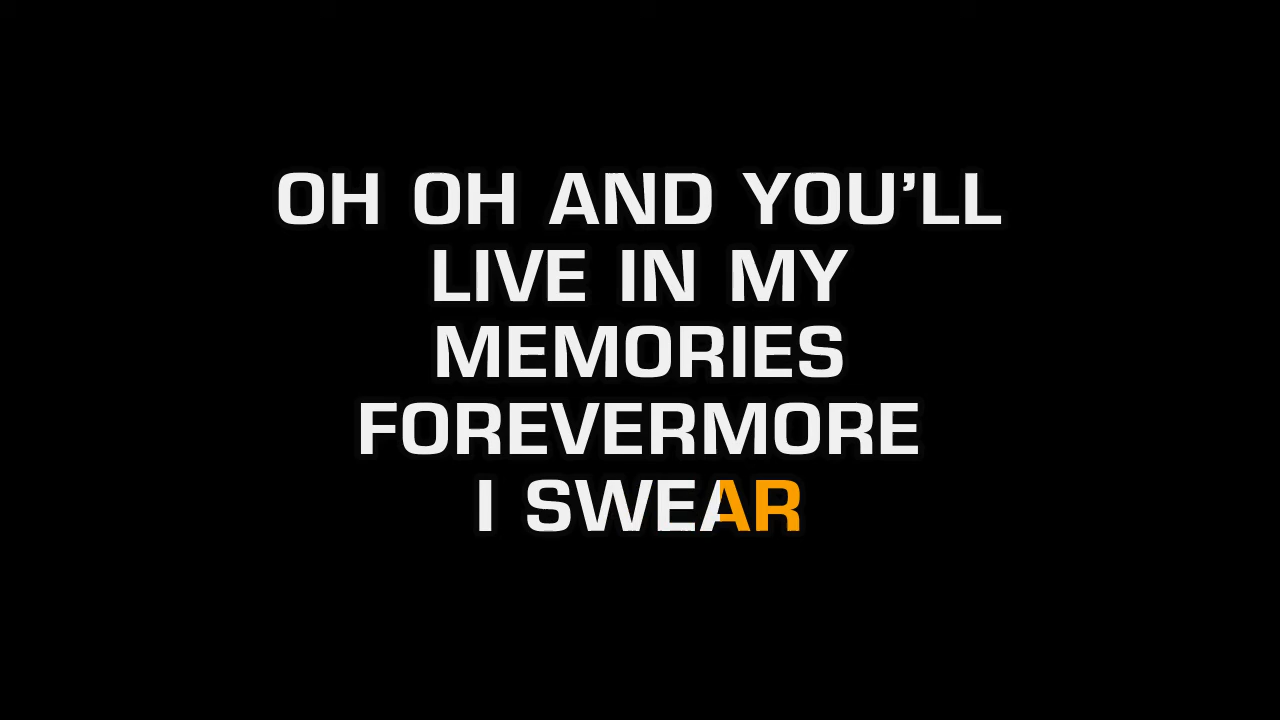 OH OH AND YOU’LL
LIVE IN MY
MEMORIES
FOREVERMORE
I SWEAR